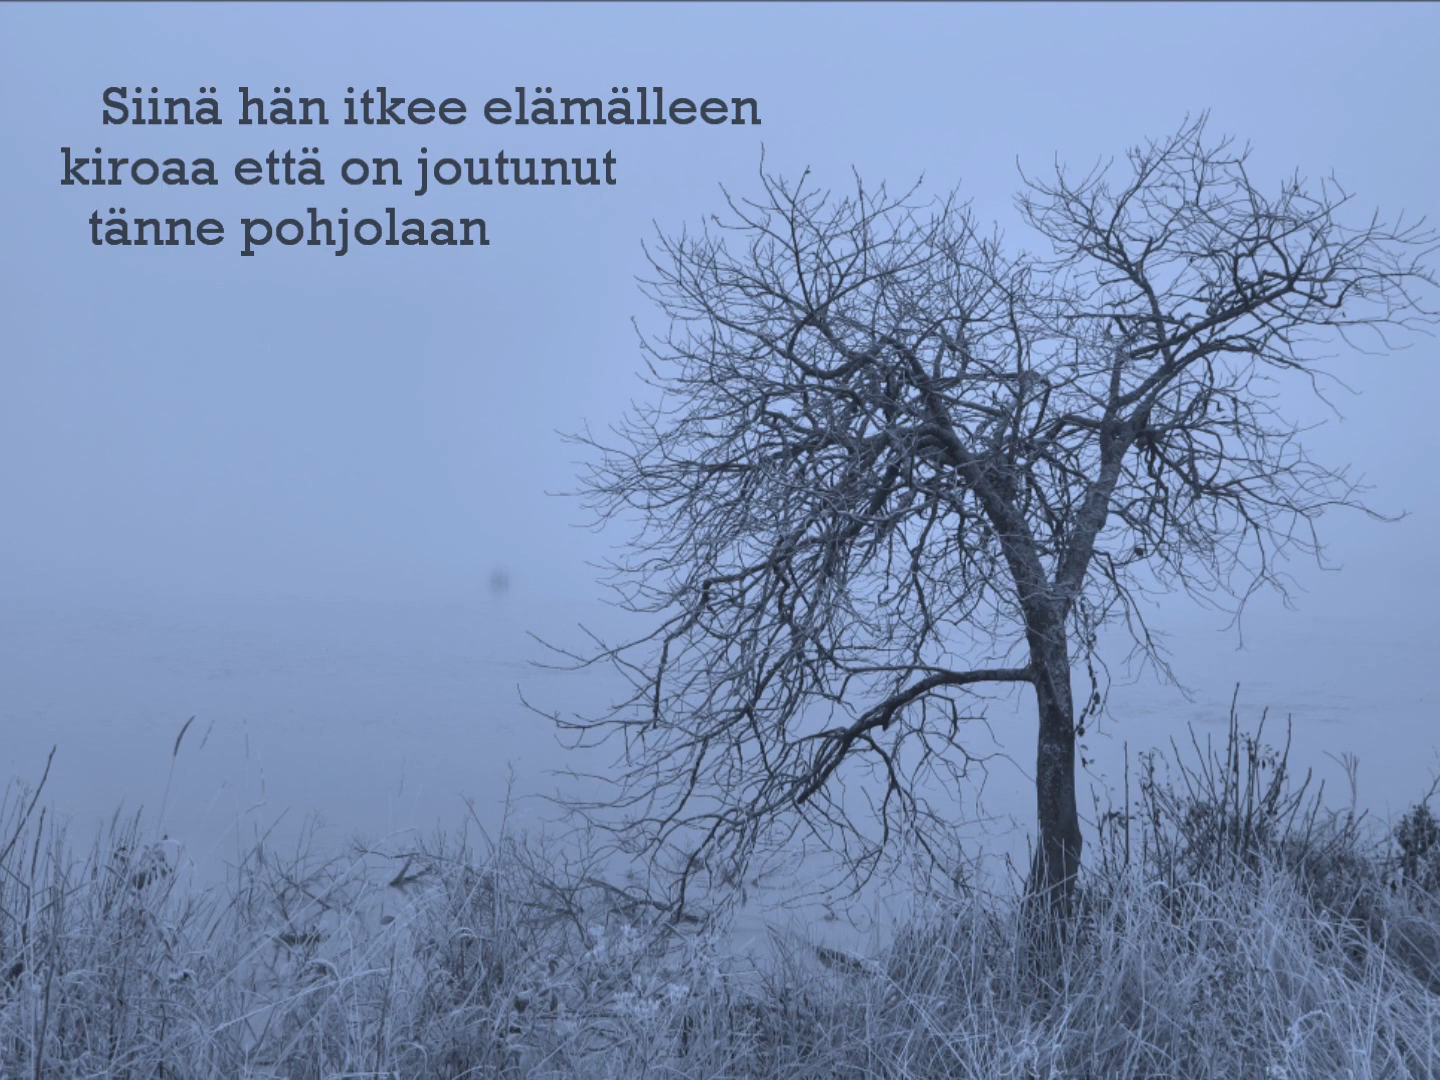 Siinä hän itkee elämälleen
kiroaa että on joutunut
tänne pohjolaan